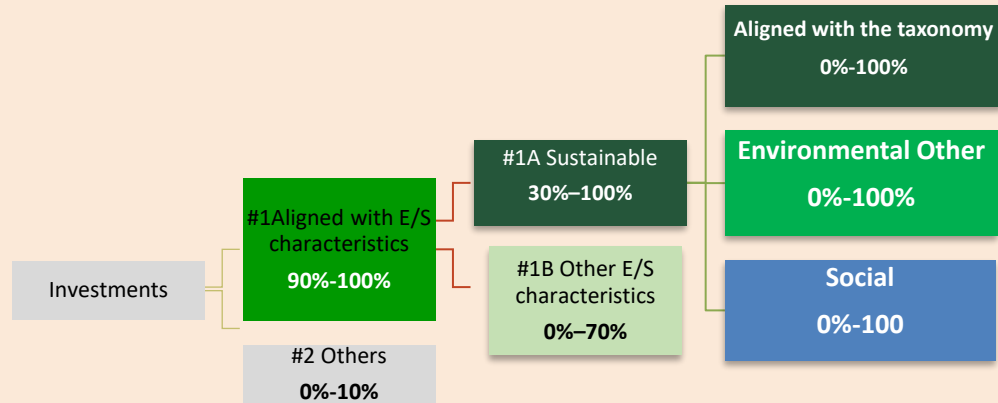 Investments
#1Aligned with E/S
characteristics
90%-100%
#2 Others
0%-10%
#1A Sustainable
30%–100%
#1B Other E/S
characteristics
0%–70%
Aligned with the taxonomy
0%-100%
Environmental Other
0%-100%
Social
0%-100